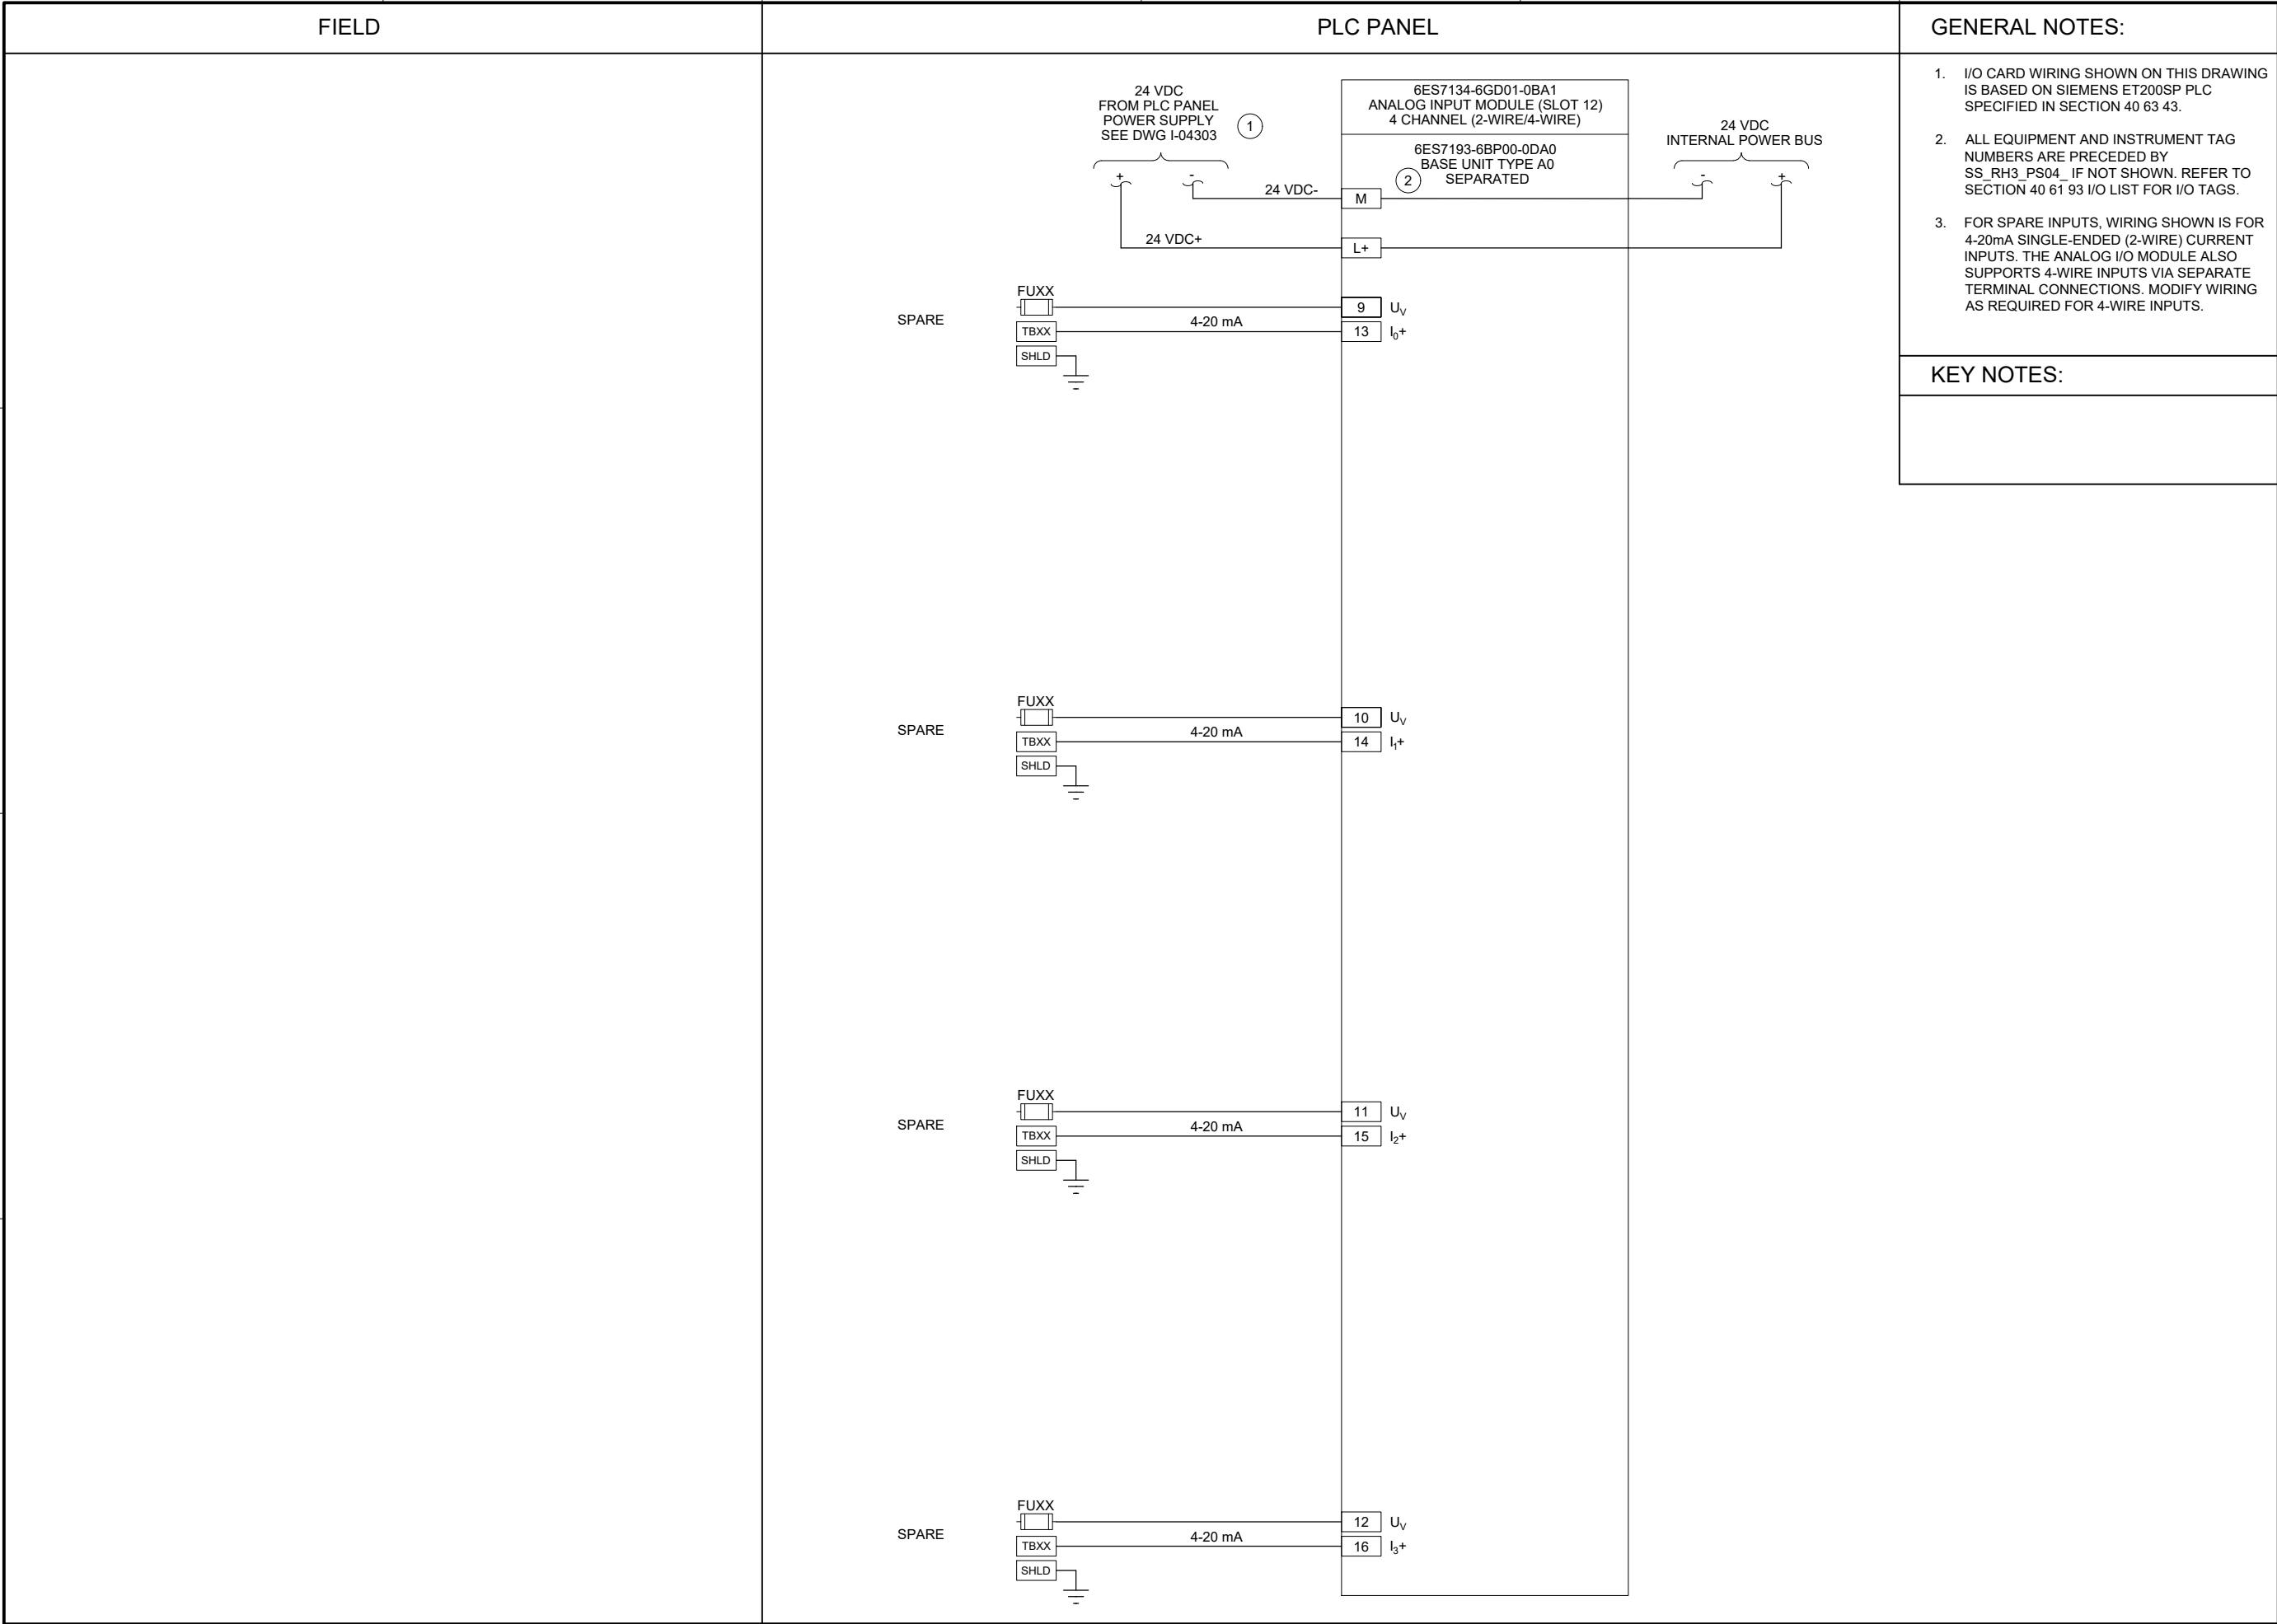 FIELD
PLC PANEL
GENERAL NOTES:
24 VDC
FROM PLC PANEL
POWER SUPPLY
SEE DWG I-04303
1
+
-
24 VDC-
24 VDC+
6ES7134-6GD01-0BA1
ANALOG INPUT MODULE (SLOT 12)
4 CHANNEL (2-WIRE/4-WIRE)
6ES7193-6BP00-0DA0
BASE UNIT TYPE A0
SEPARATED
2
M
L+
24 VDC
INTERNAL POWER BUS
-
+
SPARE
FUXX
TBXX
SHLD
4-20 mA
9 UV
13 I0+
SPARE
FUXX
TBXX
SHLD
4-20 mA
10 UV
14 I1+
SPARE
FUXX
TBXX
SHLD
4-20 mA
11 UV
15 I2+
SPARE
FUXX
TBXX
SHLD
4-20 mA
12 UV
16 I3+
1. I/O CARD WIRING SHOWN ON THIS DRAWING
IS BASED ON SIEMENS ET200SP PLC
SPECIFIED IN SECTION 40 63 43.
2. ALL EQUIPMENT AND INSTRUMENT TAG
NUMBERS ARE PRECEDED BY
SS_RH3_PS04_ IF NOT SHOWN. REFER TO
SECTION 40 61 93 I/O LIST FOR I/O TAGS.
3. FOR SPARE INPUTS, WIRING SHOWN IS FOR
4-20mA SINGLE-ENDED (2-WIRE) CURRENT
INPUTS. THE ANALOG I/O MODULE ALSO
SUPPORTS 4-WIRE INPUTS VIA SEPARATE
TERMINAL CONNECTIONS. MODIFY WIRING
AS REQUIRED FOR 4-WIRE INPUTS.
KEY NOTES: